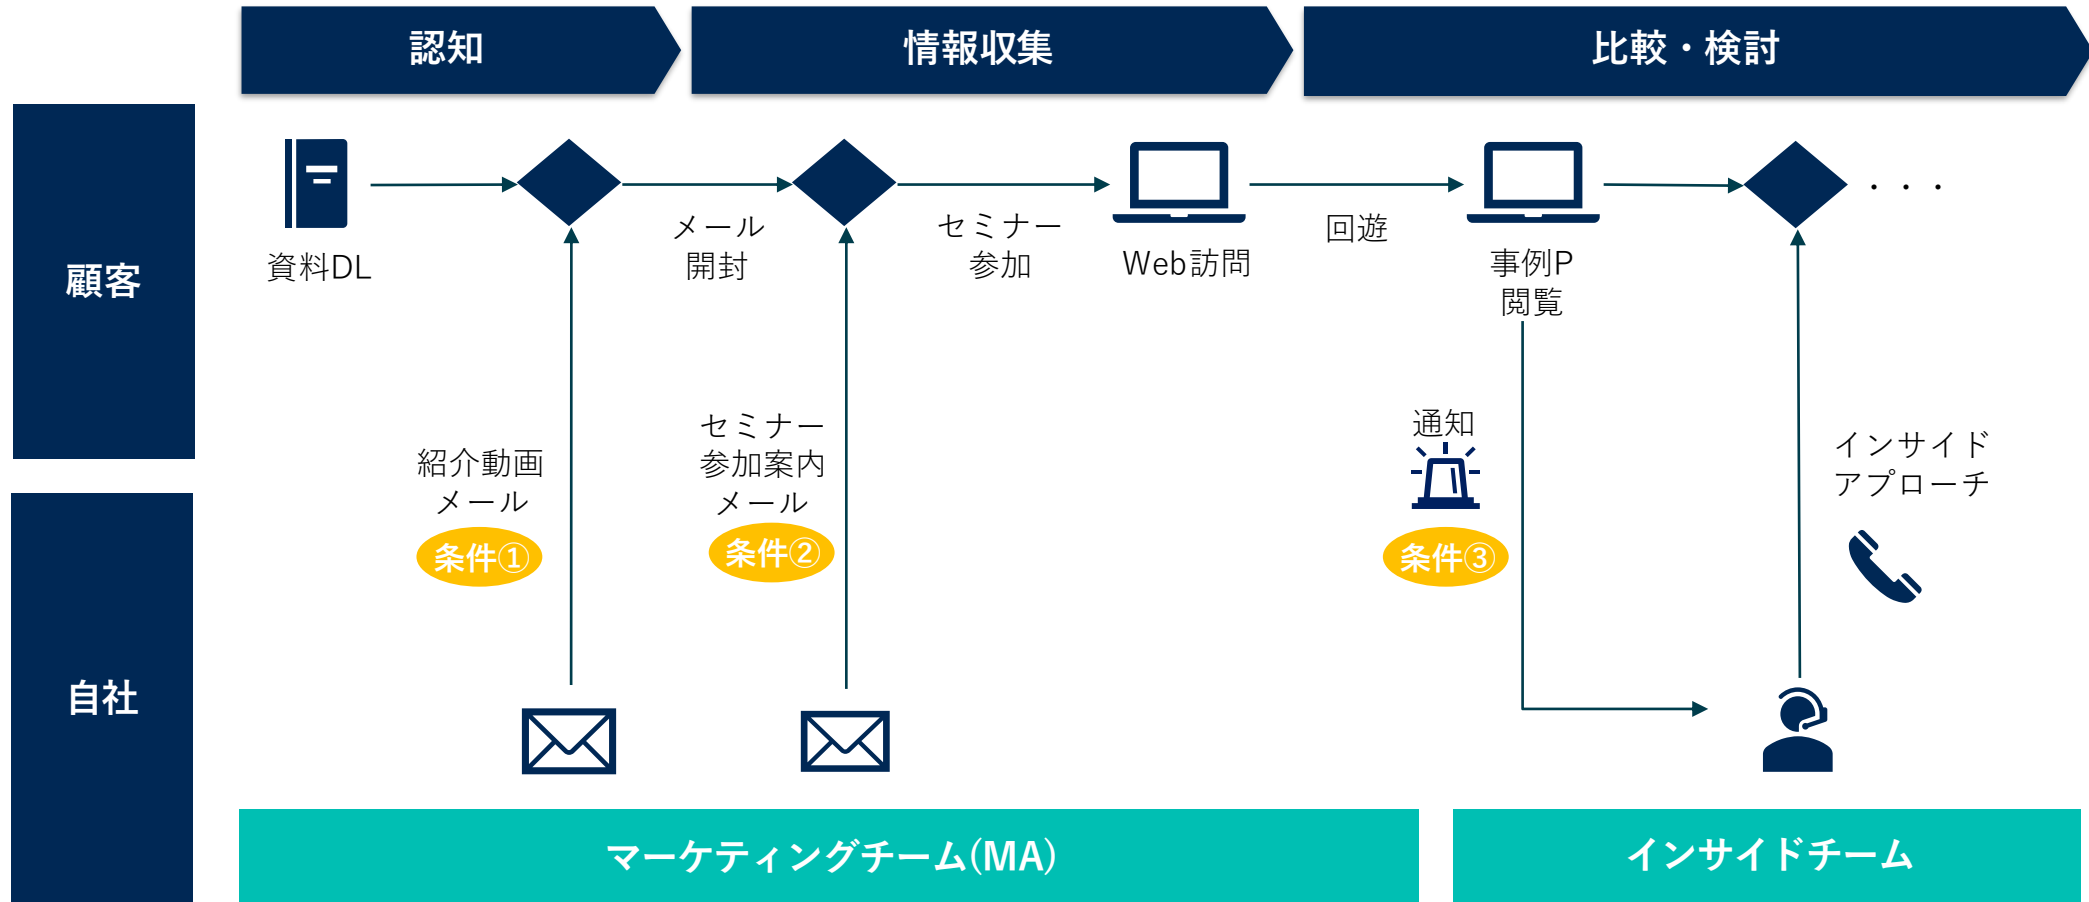 認知
情報収集
比較・検討
顧客
資料DL
メール
開封
セミナー
参加
Web訪問
回遊
事例P
閲覧
・・・
自社
紹介動画
メール
条件①
セミナー
参加案内
メール
条件②
通知
条件③
インサイド
アプローチ
マーケティングチーム(MA)
インサイドチーム